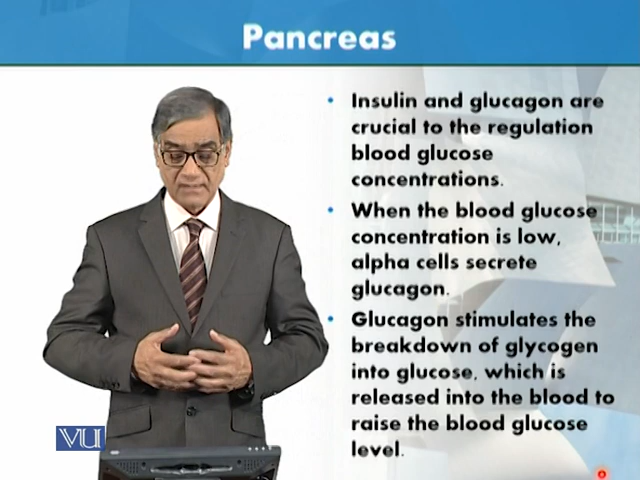 Pancreas
• Insulin and glucagon are
crucial to the regulation
blood glucose
concentrations.
• When the blood glucose
concentration is low,
alpha cells secrete
glucagon.
• Glucagon stimulates the
breakdown of glycogen
into glucose, which is
released into the blood to
raise the blood glucose
level.
VU